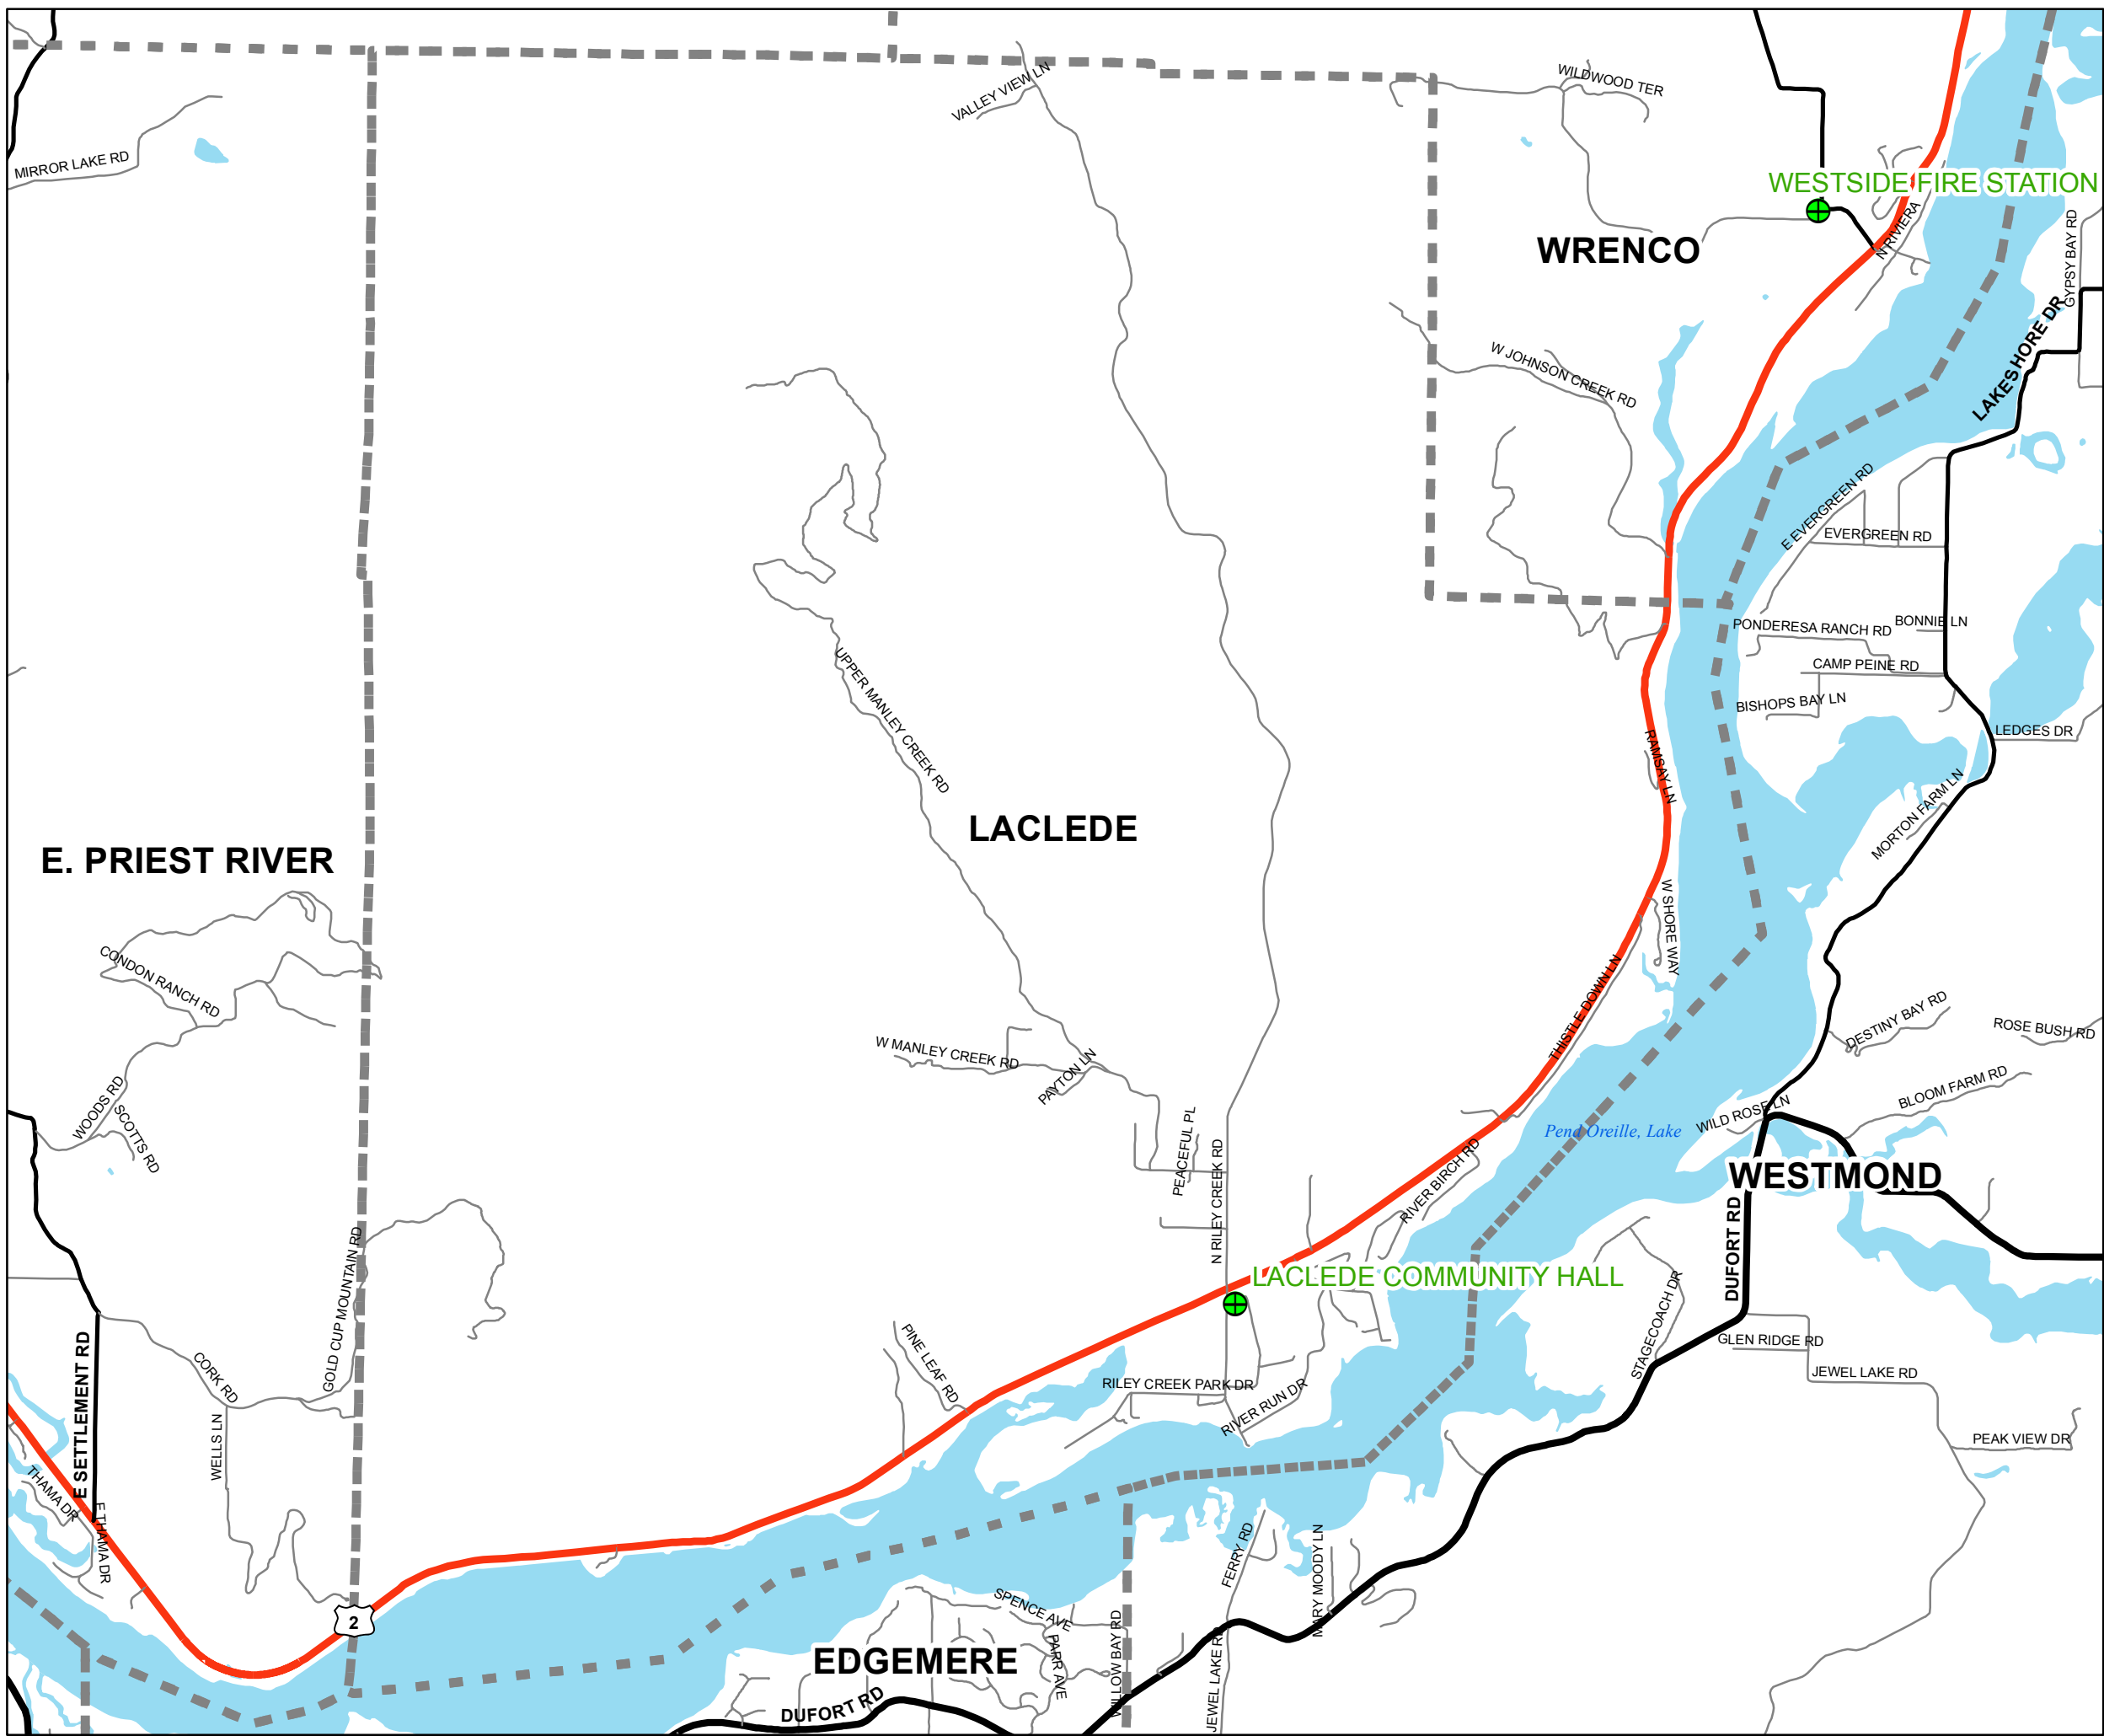 VALLEY VIEW LN
WILDWOOD TER
MIRROR LAKE RD
WESTSIDE FIRE STATION
WRENCO
N RIVIERA
GYPSY BAY RD
LAKESHORE DR
W JOHNSON CREEK RD
E EVERGREEN RD
EVERGREEN RD
PONDERESA RANCH RD
BONNIE LN
CAMP PEINE RD
BISHOPS BAY LN
LEDGES DR
UPPER MANLEY CREEK RD
RAMSAY LN
MORTON FARM LN
LACLEDE
E. PRIEST RIVER
W SHORE WAY
CONDON RANCH RD
THISTLE DOWN LN
DESTINY BAY RD
ROSE BUSH RD
W MANLEY CREEK RD
PAYTON LN
BLOOM FARM RD
WOODS RD
SCOTTS RD
PEACEFUL PL
WILD ROSE LN
Pend Oreille, Lake
N RILEY CREEK RD
RIVER BIRCH RD
WESTMOND
DUFORT RD
GOLD CUP MOUNTAIN RD
LACLEDE COMMUNITY HALL
STAGECOACH DR
GLEN RIDGE RD
JEWEL LAKE RD
E SETTLEMENT RD
CORK RD
PINE LEAF RD
RILEY CREEK PARK DR
RIVER RUN DR
WELLS LN
PEAK VIEW DR
THAMA DR
E THAMA DR
FERRY RD
MARY MOODY LN
SPENCE AVE
2
PARR AVE
WILLOW BAY RD
JEWEL LAKE RD
EDGEMERE
DUFORT RD